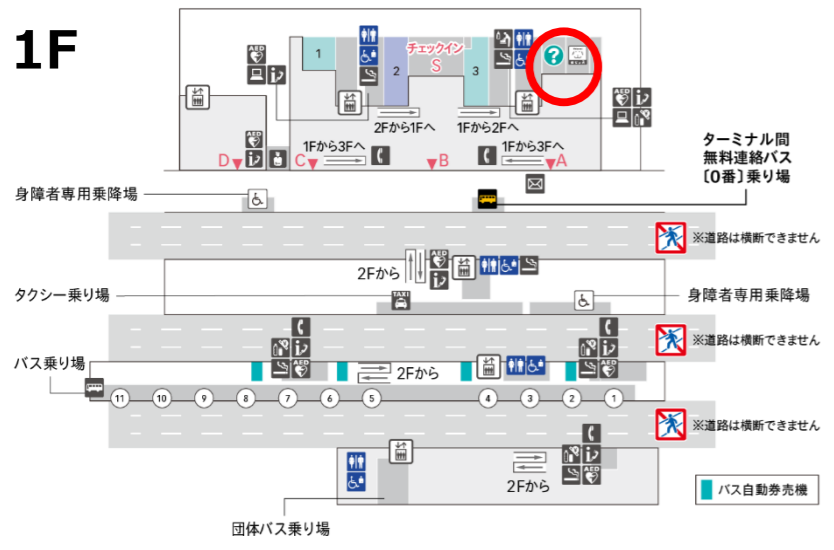 1F
チェックイン
S
1
2
3
?
AED
AED
2Fから1Fへ
1Fから2Fへ
1Fから3Fへ
1Fから3Fへ
D
C
B
A
ターミナル間
無料連絡バス
〔0番〕乗り場
身障者専用乗降場
※道路は横断できません
2Fから
AED
タクシー乗り場
TAXI
身障者専用乗降場
※道路は横断できません
バス乗り場
2Fから
AED
AED
11
10
9
8
7
6
5
4
3
2
1
※道路は横断できません
2Fから
AED
バス自動券売機
団体バス乗り場